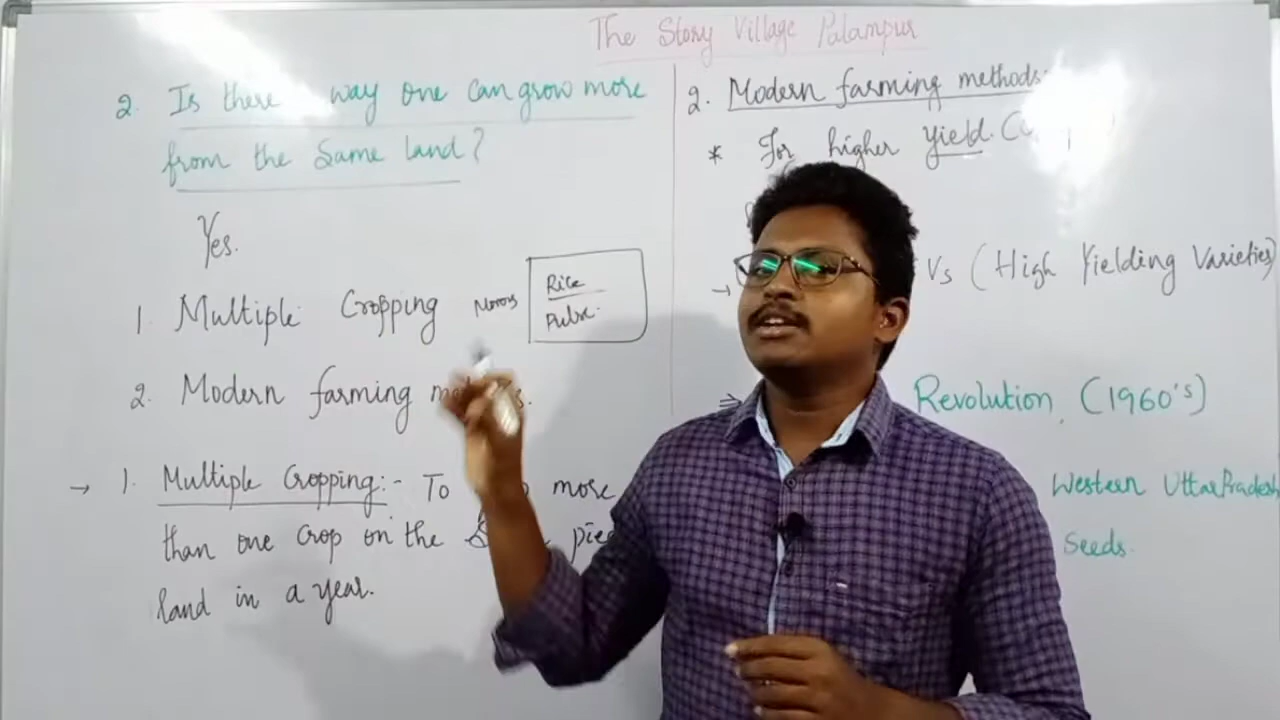 The Story Village Palampur
2. Is there way one can grow more
from the Same land?
Yes.
1. Multiple Cropping
Rice
Pulse.
2. Modern farming
→ 1. Multiple Cropping:- To more
than one crop on the
land in a year.
2. Modern farming methods:
* For higher yield.
→ Vs (High Yielding Varieties)
⇒ Revolution (1960's)
Western Uttar Pradesh
Seeds.